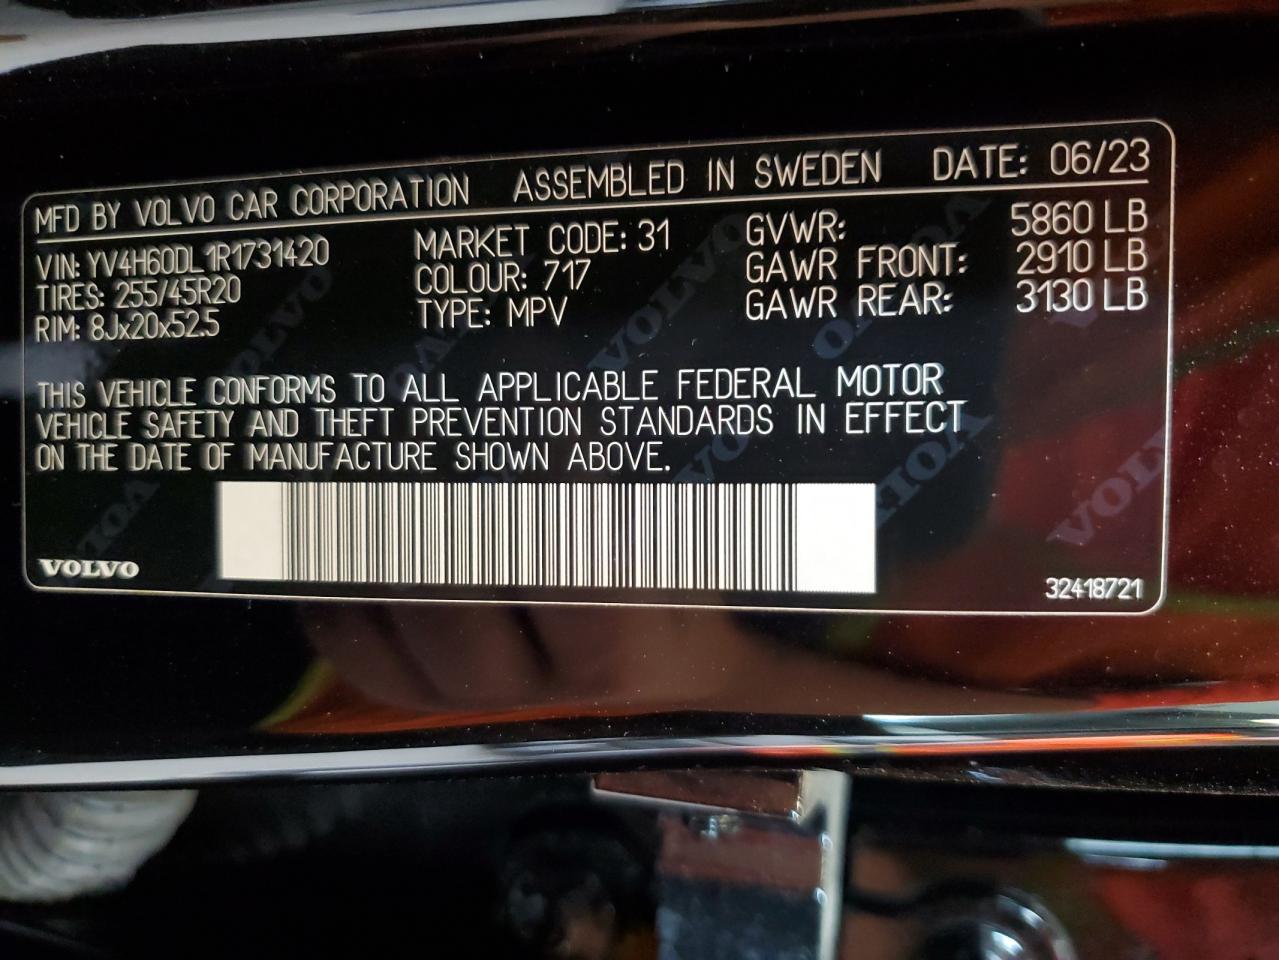 MFD BY VOLVO CAR CORPORATION ASSEMBLED IN SWEDEN DATE: 06/23
VIN: YV4H60DL1R1731420 MARKET CODE: 31 GVWR: 5860 LB
TIRES: 255/45R20 COLOUR: 717 GAWR FRONT: 2910 LB
RIM: 8Jx20x52.5 TYPE: MPV GAWR REAR: 3130 LB
THIS VEHICLE CONFORMS TO ALL APPLICABLE FEDERAL MOTOR
VEHICLE SAFETY AND THEFT PREVENTION STANDARDS IN EFFECT
ON THE DATE OF MANUFACTURE SHOWN ABOVE.
VOLVO 32418721